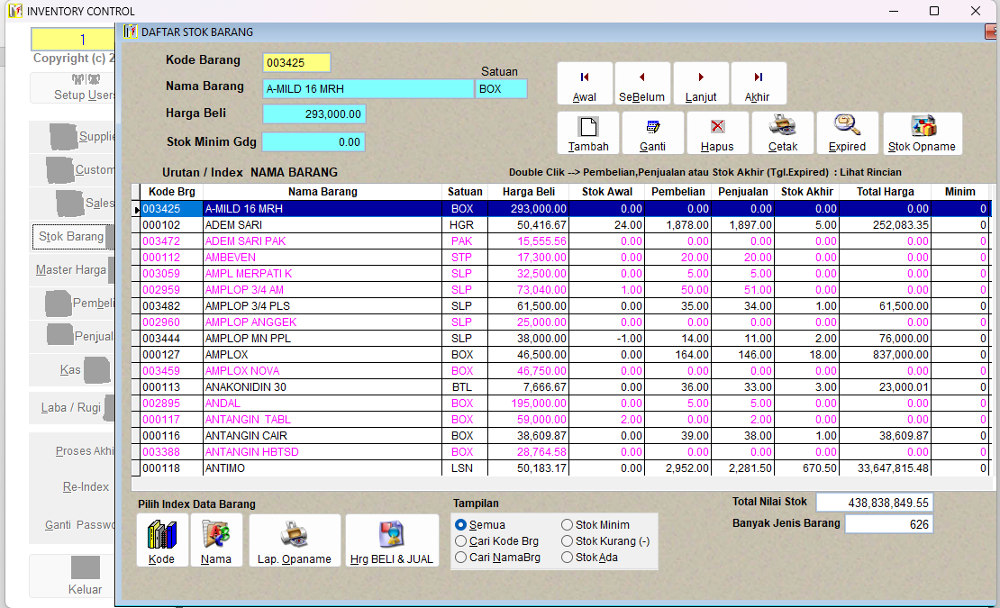 INVENTORY CONTROL
1
Copyright (c) 2
Setup Users
Supplie
Custom
Sales
Stok Barang
Master Harga
Pembeli
Penjual
Kas
Laba / Rugi
Proses Akhi
Re-Index
Ganti Passwo
Keluar
DAFTAR STOK BARANG
Kode Barang 003425
Satuan
Nama Barang A-MILD 16 MRH BOX
Harga Beli 293,000.00
Stok Minim Gdg 0.00
Awal SeBelum Lanjut Akhir
Tambah Ganti Hapus Cetak Expired Stok Opname
Urutan / Index NAMA BARANG
Double Clik --> Pembelian,Penjualan atau Stok Akhir (Tgl.Expired) : Lihat Rincian
Kode Brg Nama Barang Satuan Harga Beli Stok Awal Pembelian Penjualan Stok Akhir Total Harga Minim
003425 A-MILD 16 MRH BOX 293,000.00 0.00 0.00 0.00 0.00 0.00 0
000102 ADEM SARI HGR 50,416.67 24.00 1,878.00 1,897.00 5.00 252,083.35 0
003472 ADEM SARI PAK PAK 15,555.56 0.00 0.00 0.00 0.00 0.00 0
000112 AMBEVEN STP 17,300.00 0.00 20.00 20.00 0.00 0.00 0
003059 AMPL MERPATI K SLP 32,500.00 0.00 5.00 5.00 0.00 0.00 0
002959 AMPLOP 3/4 AM SLP 73,040.00 1.00 50.00 51.00 0.00 0.00 0
003482 AMPLOP 3/4 PLS SLP 61,500.00 0.00 35.00 34.00 1.00 61,500.00 0
002960 AMPLOP ANGGEK SLP 25,000.00 0.00 0.00 0.00 0.00 0.00 0
003444 AMPLOP MN PPL SLP 38,000.00 -1.00 14.00 11.00 2.00 76,000.00 0
000127 AMPLOX BOX 46,500.00 0.00 164.00 146.00 18.00 837,000.00 0
003459 AMPLOX NOVA BOX 46,750.00 0.00 0.00 0.00 0.00 0.00 0
000113 ANAKONIDIN 30 BTL 7,666.67 0.00 36.00 33.00 3.00 23,000.01 0
002895 ANDAL BOX 195,000.00 0.00 5.00 5.00 0.00 0.00 0
000117 ANTANGIN TABL BOX 59,000.00 2.00 0.00 2.00 0.00 0.00 0
000116 ANTANGIN CAIR BOX 38,609.87 0.00 39.00 38.00 1.00 38,609.87 0
003388 ANTANGIN HBTSD BOX 28,764.58 0.00 0.00 0.00 0.00 0.00 0
000118 ANTIMO LSN 50,183.17 0.00 2,952.00 2,281.50 670.50 33,647,815.48 0
Pilih Index Data Barang
Kode Nama Lap. Opaname Hrg BELI & JUAL
Tampilan
Semua Stok Minim
Cari Kode Brg Stok Kurang (-)
Cari NamaBrg Stok Ada
Total Nilai Stok 438,838,849.55
Banyak Jenis Barang 626